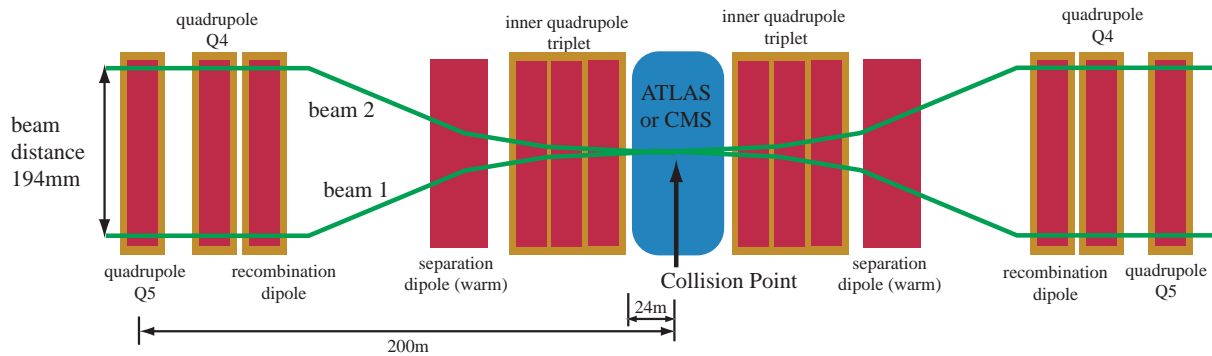 quadrupole
Q4
inner quadrupole
triplet
inner quadrupole
triplet
quadrupole
Q4
ATLAS
or CMS
beam 2
beam
distance
194mm
beam 1
quadrupole
Q5
recombination
dipole
separation
dipole (warm)
Collision Point
separation
dipole (warm)
recombination
dipole
quadrupole
Q5
24m
200m